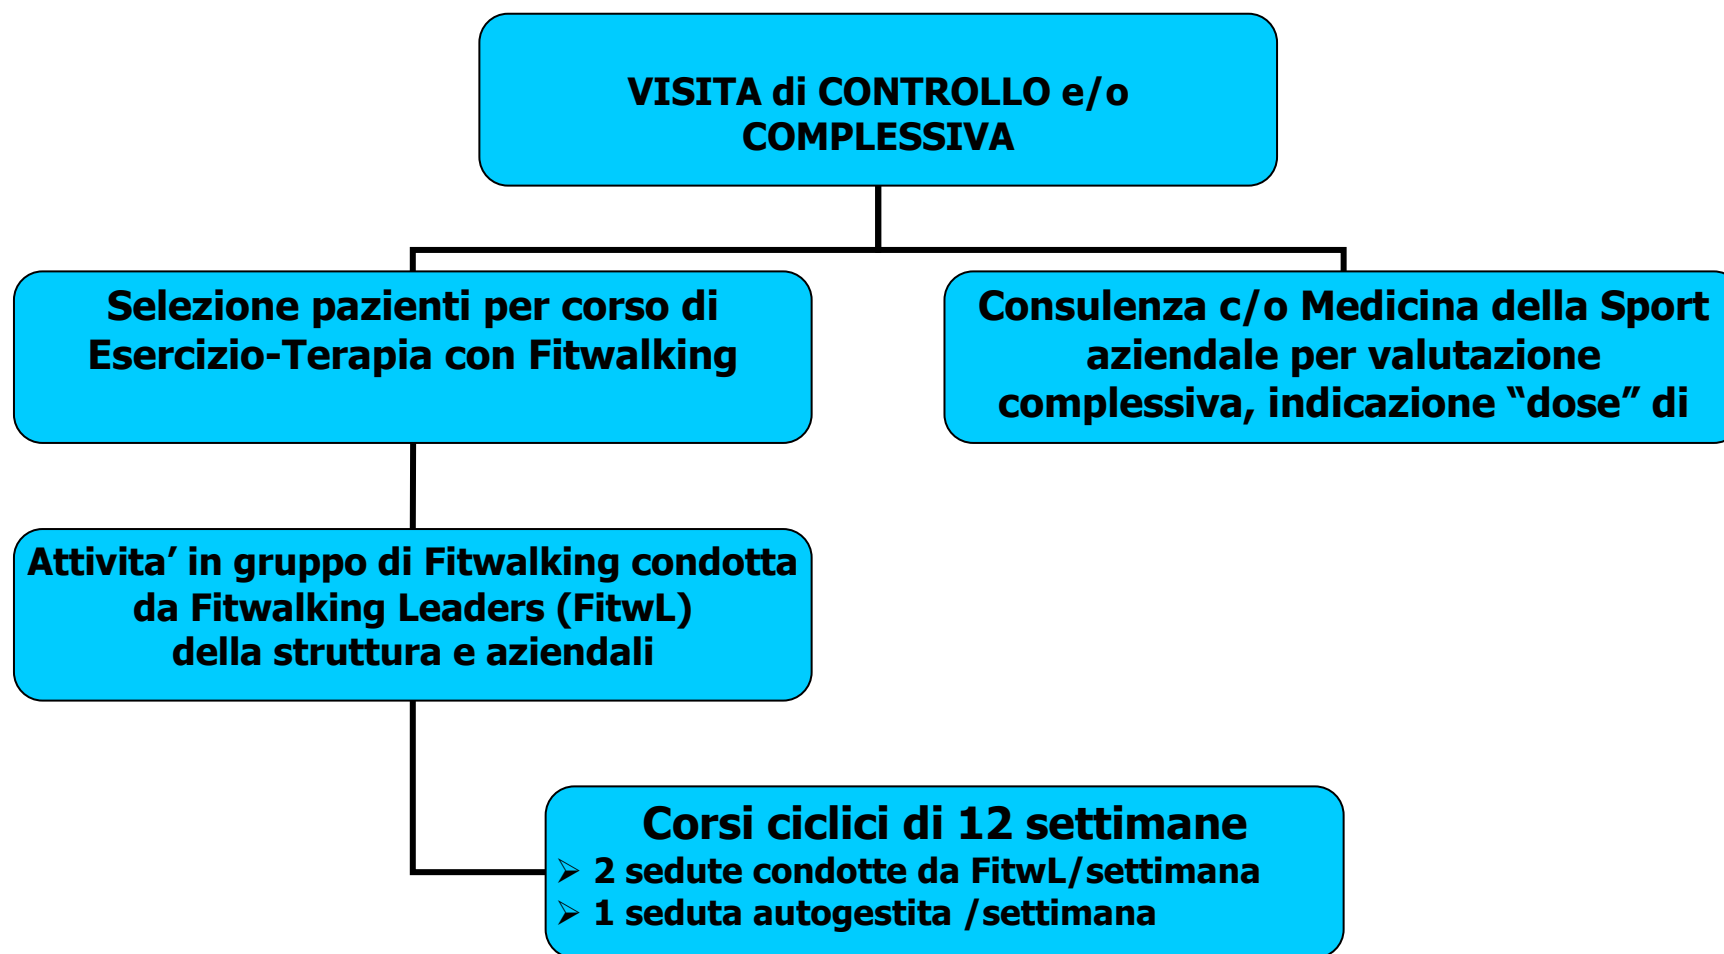 VISITA di CONTROLLO e/o
COMPLESSIVA
Selezione pazienti per corso di
Esercizio-Terapia con Fitwalking
Consulenza c/o Medicina della Sport
aziendale per valutazione
complessiva, indicazione “dose” di
Attivita’ in gruppo di Fitwalking condotta
da Fitwalking Leaders (FitwL)
della struttura e aziendali
Corsi ciclici di 12 settimane
➢ 2 sedute condotte da FitwL/settimana
➢ 1 seduta autogestita /settimana